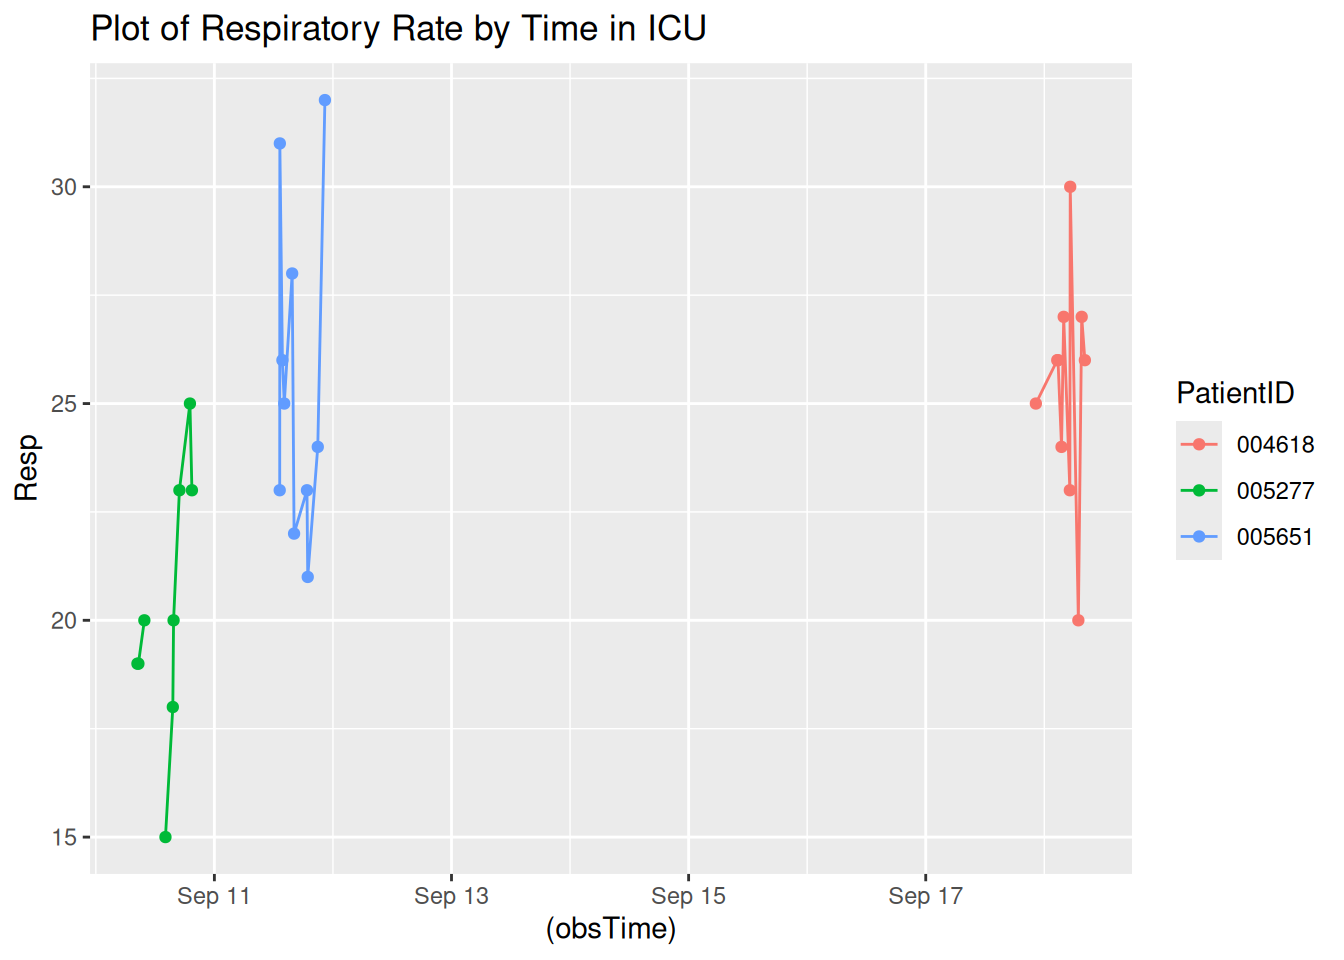 Plot of Respiratory Rate by Time in ICU
Resp
30
25
20
15
Sep 11
Sep 13
Sep 15
Sep 17
(obsTime)
PatientID
004618
005277
005651